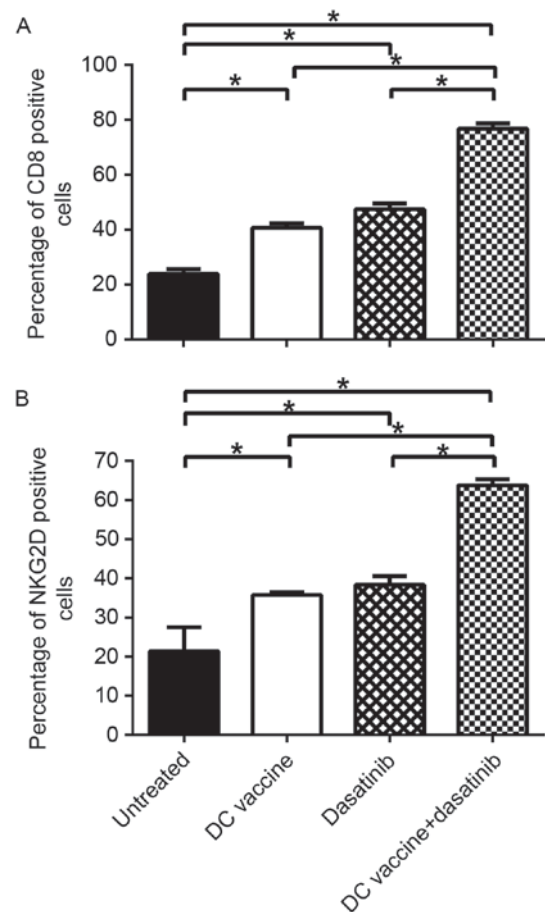 A
*
*
*
*
*
Percentage of CD8 positive
cells
100
80
60
40
20
0
B
*
*
*
*
*
Percentage of NKG2D positive
cells
70
60
50
40
30
20
10
0
Untreated
DC vaccine
Dasatinib
DC vaccine+dasatinib